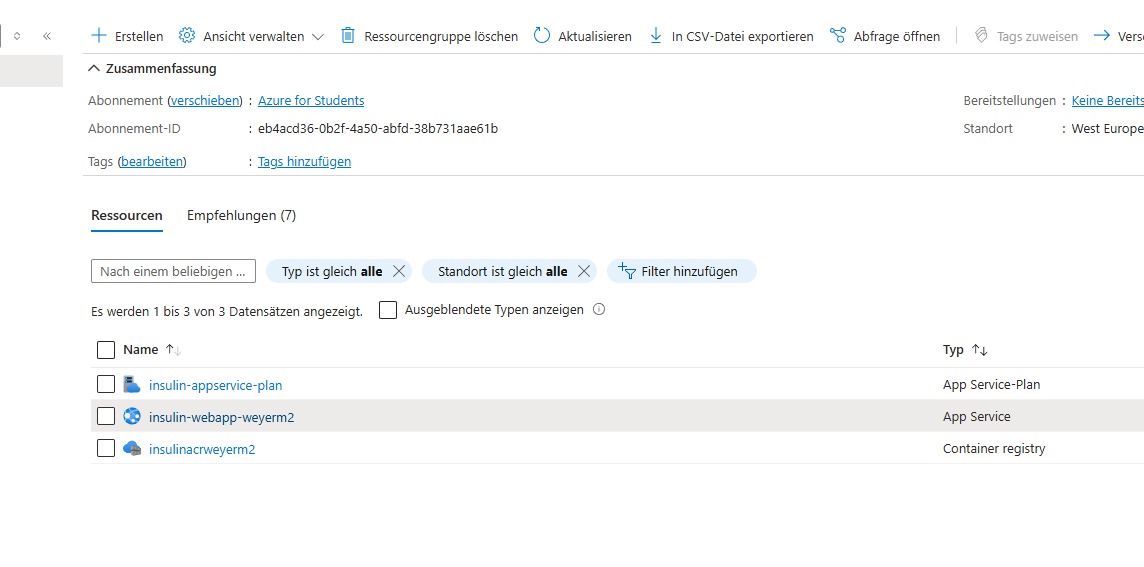 Erstellen Ansicht verwalten Ressourcengruppe löschen Aktualisieren In CSV-Datei exportieren Abfrage öffnen Tags zuweisen
Zusammenfassung
Abonnement (verschieben) : Azure for Students Bereitstellungen :
Abonnement-ID : eb4acd36-0b2f-4a50-abfd-38b731aae61b Standort : West Europe
Tags (bearbeiten) : Tags hinzufügen
Ressourcen Empfehlungen (7)
Nach einem beliebigen ... Typ ist gleich alle Standort ist gleich alle Filter hinzufügen
Es werden 1 bis 3 von 3 Datensätzen angezeigt. Ausgeblendete Typen anzeigen
Name Typ
insulin-appservice-plan App Service-Plan
insulin-webapp-weyerm2 App Service
insulinacrweyerm2 Container registry